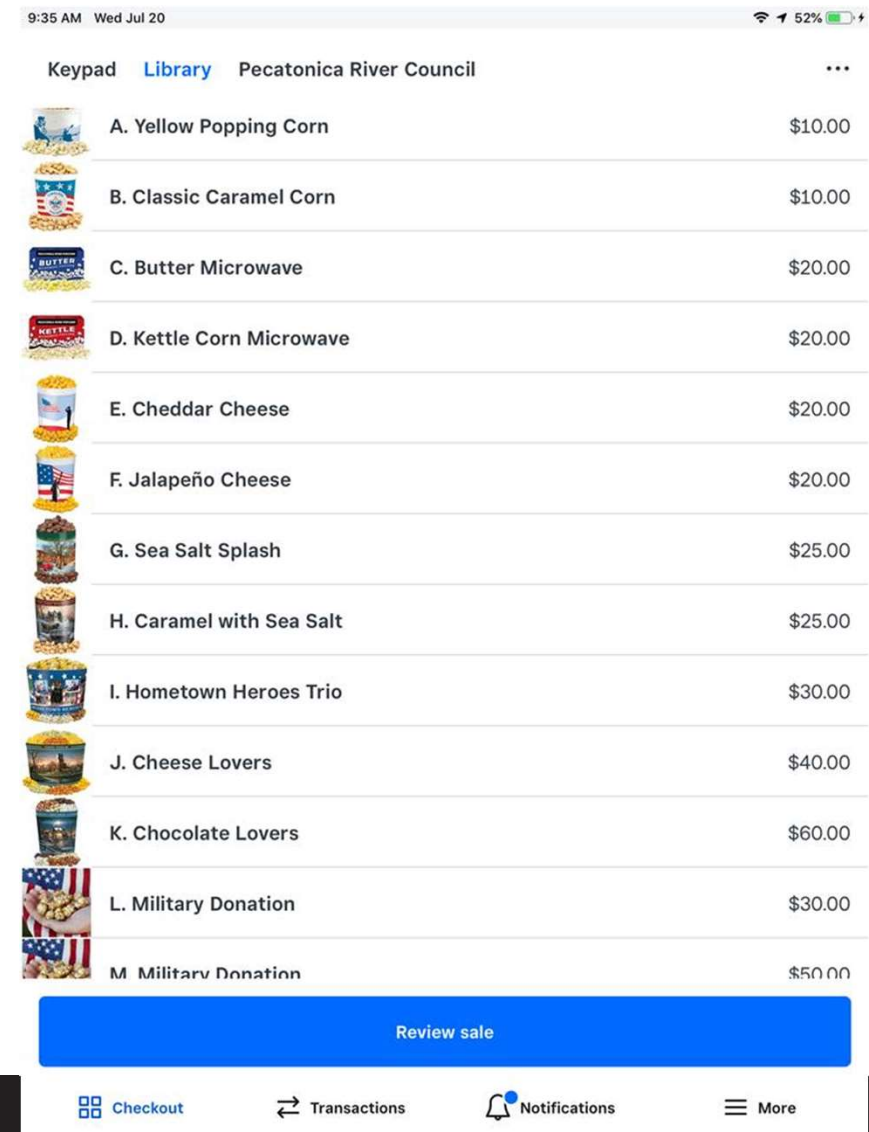 9:35 AM Wed Jul 20 52%
Keypad Library Pecatonica River Council
A. Yellow Popping Corn $10.00
B. Classic Caramel Corn $10.00
BUTTER
C. Butter Microwave $20.00
KETTLE
D. Kettle Corn Microwave $20.00
E. Cheddar Cheese $20.00
F. Jalapeño Cheese $20.00
G. Sea Salt Splash $25.00
H. Caramel with Sea Salt $25.00
I. Hometown Heroes Trio $30.00
J. Cheese Lovers $40.00
K. Chocolate Lovers $60.00
L. Military Donation $30.00
M. Military Donation $50.00
Review sale
Checkout Transactions Notifications More